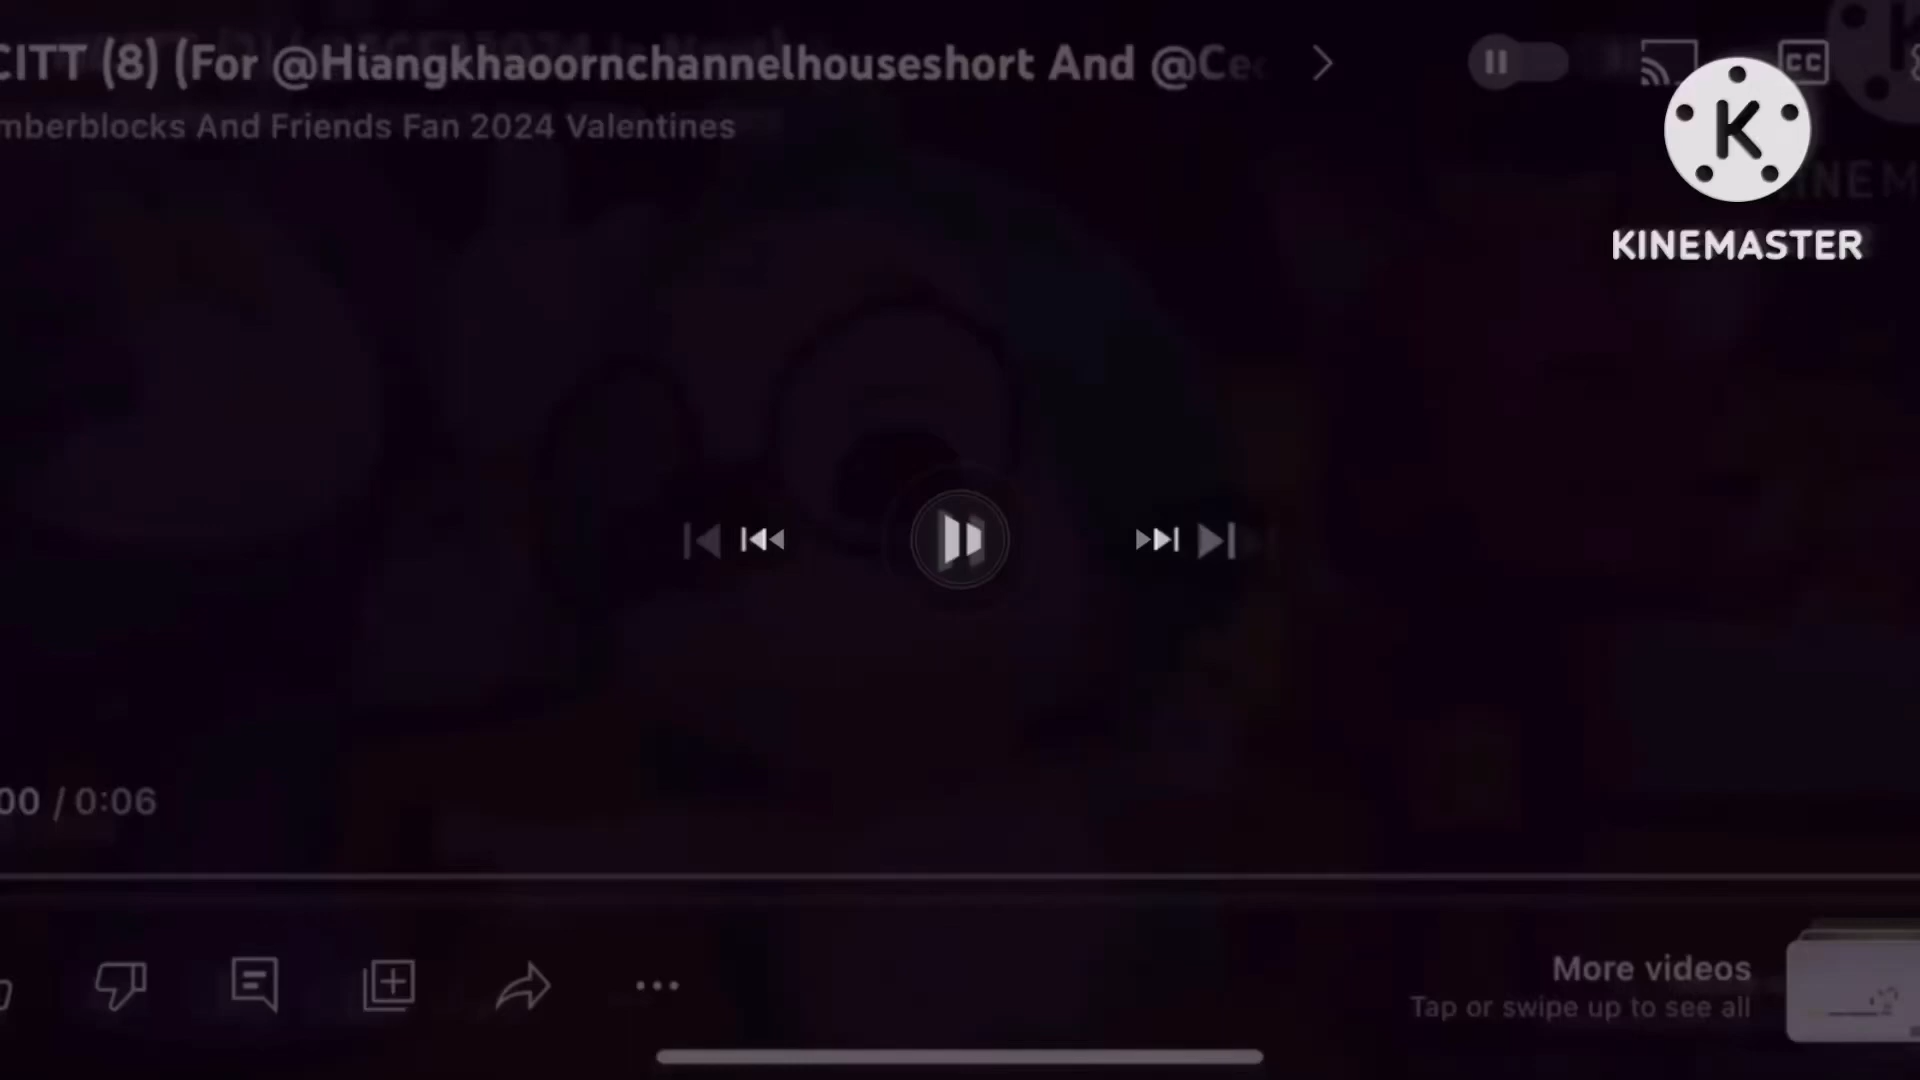 CITT (8) (For @Hiangkhaoornchannelhouseshort And @Ce
mberblocks And Friends Fan 2024 Valentines
CC
K
KINEMASTER
00 / 0:06
More videos
Tap or swipe up to see all